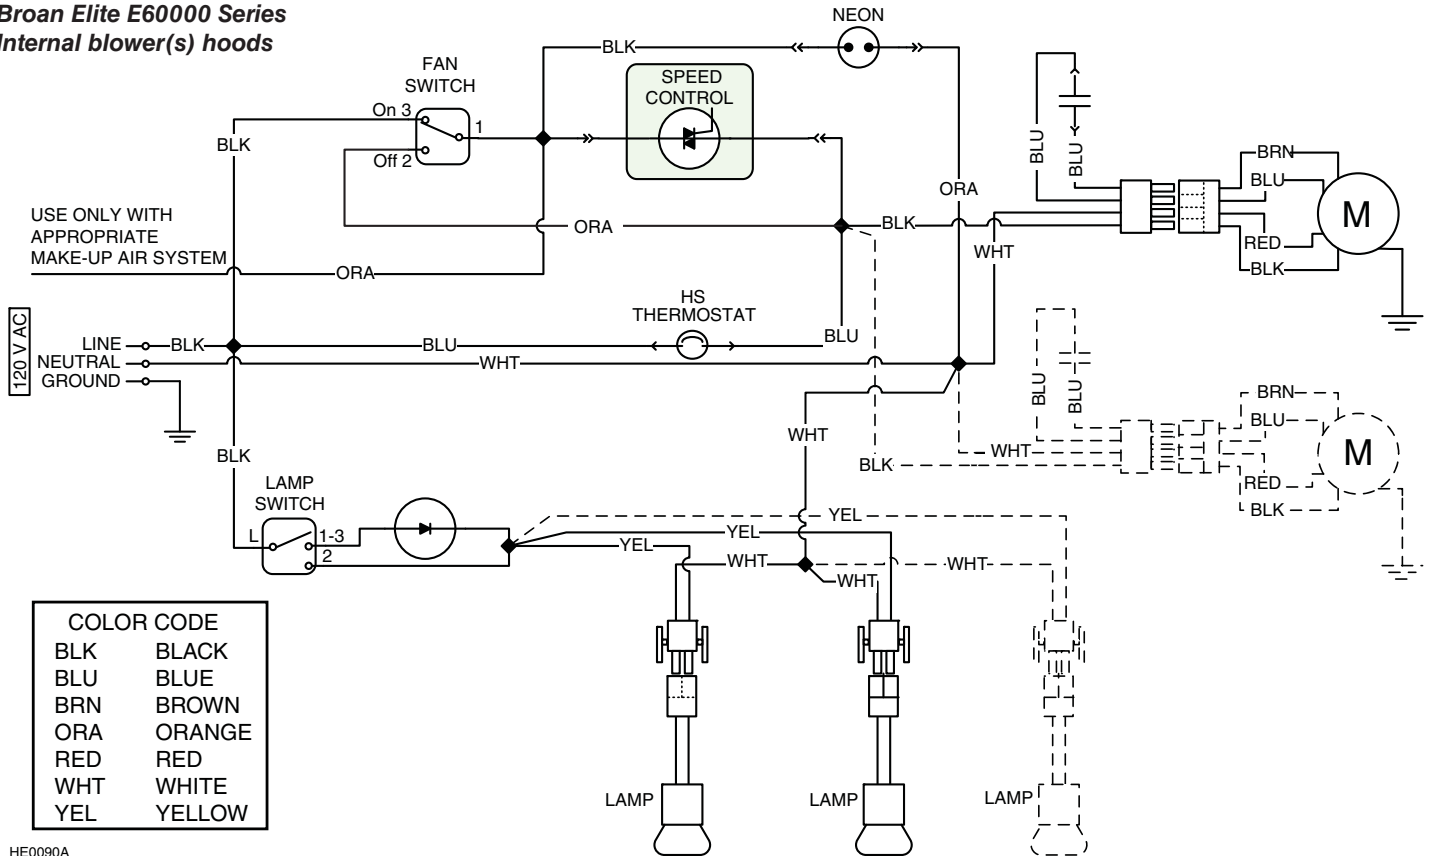 Broan Elite E60000 Series
Internal blower(s) hoods
NEON
BLK
FAN
SWITCH
SPEED
CONTROL
On 3
1
BLK
Off 2
BLU
BLU
BRN
BLU
M
ORA
USE ONLY WITH
APPROPRIATE
MAKE-UP AIR SYSTEM
ORA
BLK
WHT
RED
BLK
ORA
HS
THERMOSTAT
120 V AC
LINE
BLK
BLU
BLU
NEUTRAL
WHT
GROUND
BLU
BLU
BRN
BLU
M
WHT
WHT
BLK
BLK
RED
BLK
LAMP
SWITCH
L
1-3
2
YEL
YEL
YEL
WHT
WHT
WHT
COLOR CODE
BLK BLACK
BLU BLUE
BRN BROWN
ORA ORANGE
RED RED
WHT WHITE
YEL YELLOW
LAMP
LAMP
LAMP
HE0090A